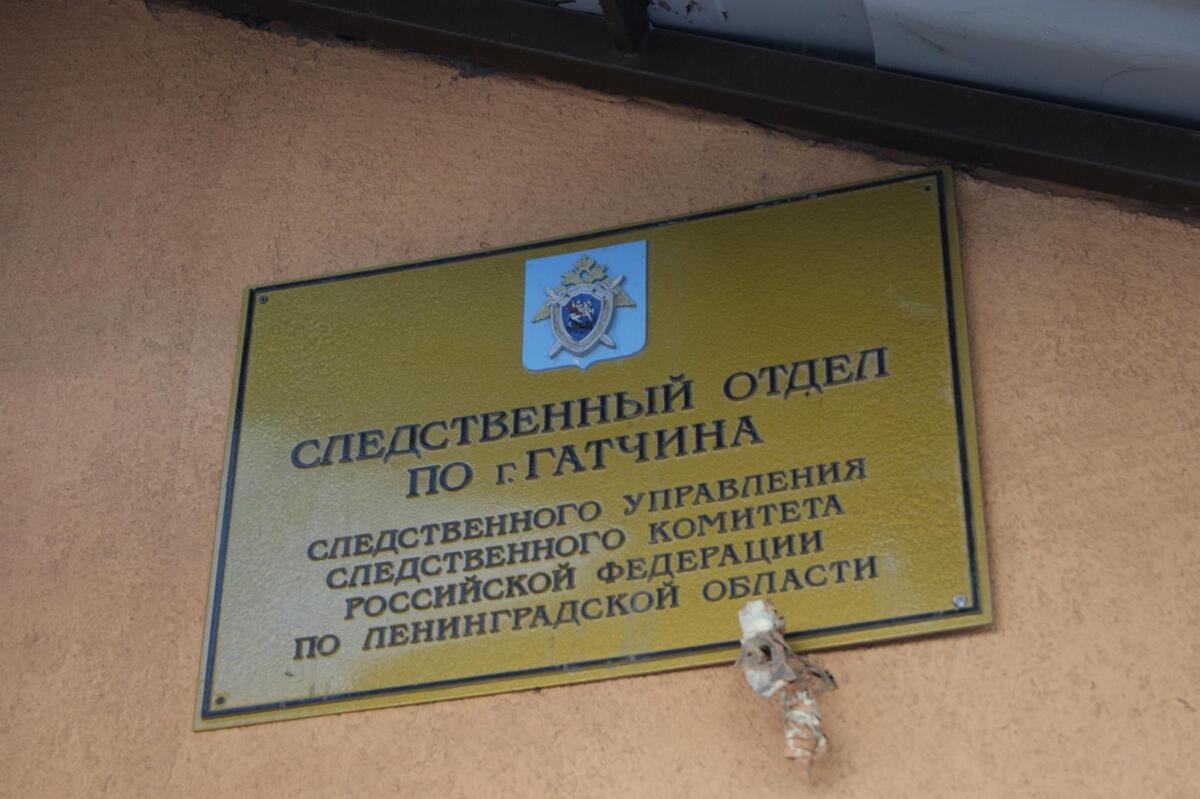 СЛЕДСТВЕННЫЙ ОТДЕЛ
ПО г. ГАТЧИНА
СЛЕДСТВЕННОГО УПРАВЛЕНИЯ
СЛЕДСТВЕННОГО КОМИТЕТА
РОССИЙСКОЙ ФЕДЕРАЦИИ
ПО ЛЕНИНГРАДСКОЙ ОБЛАСТИ